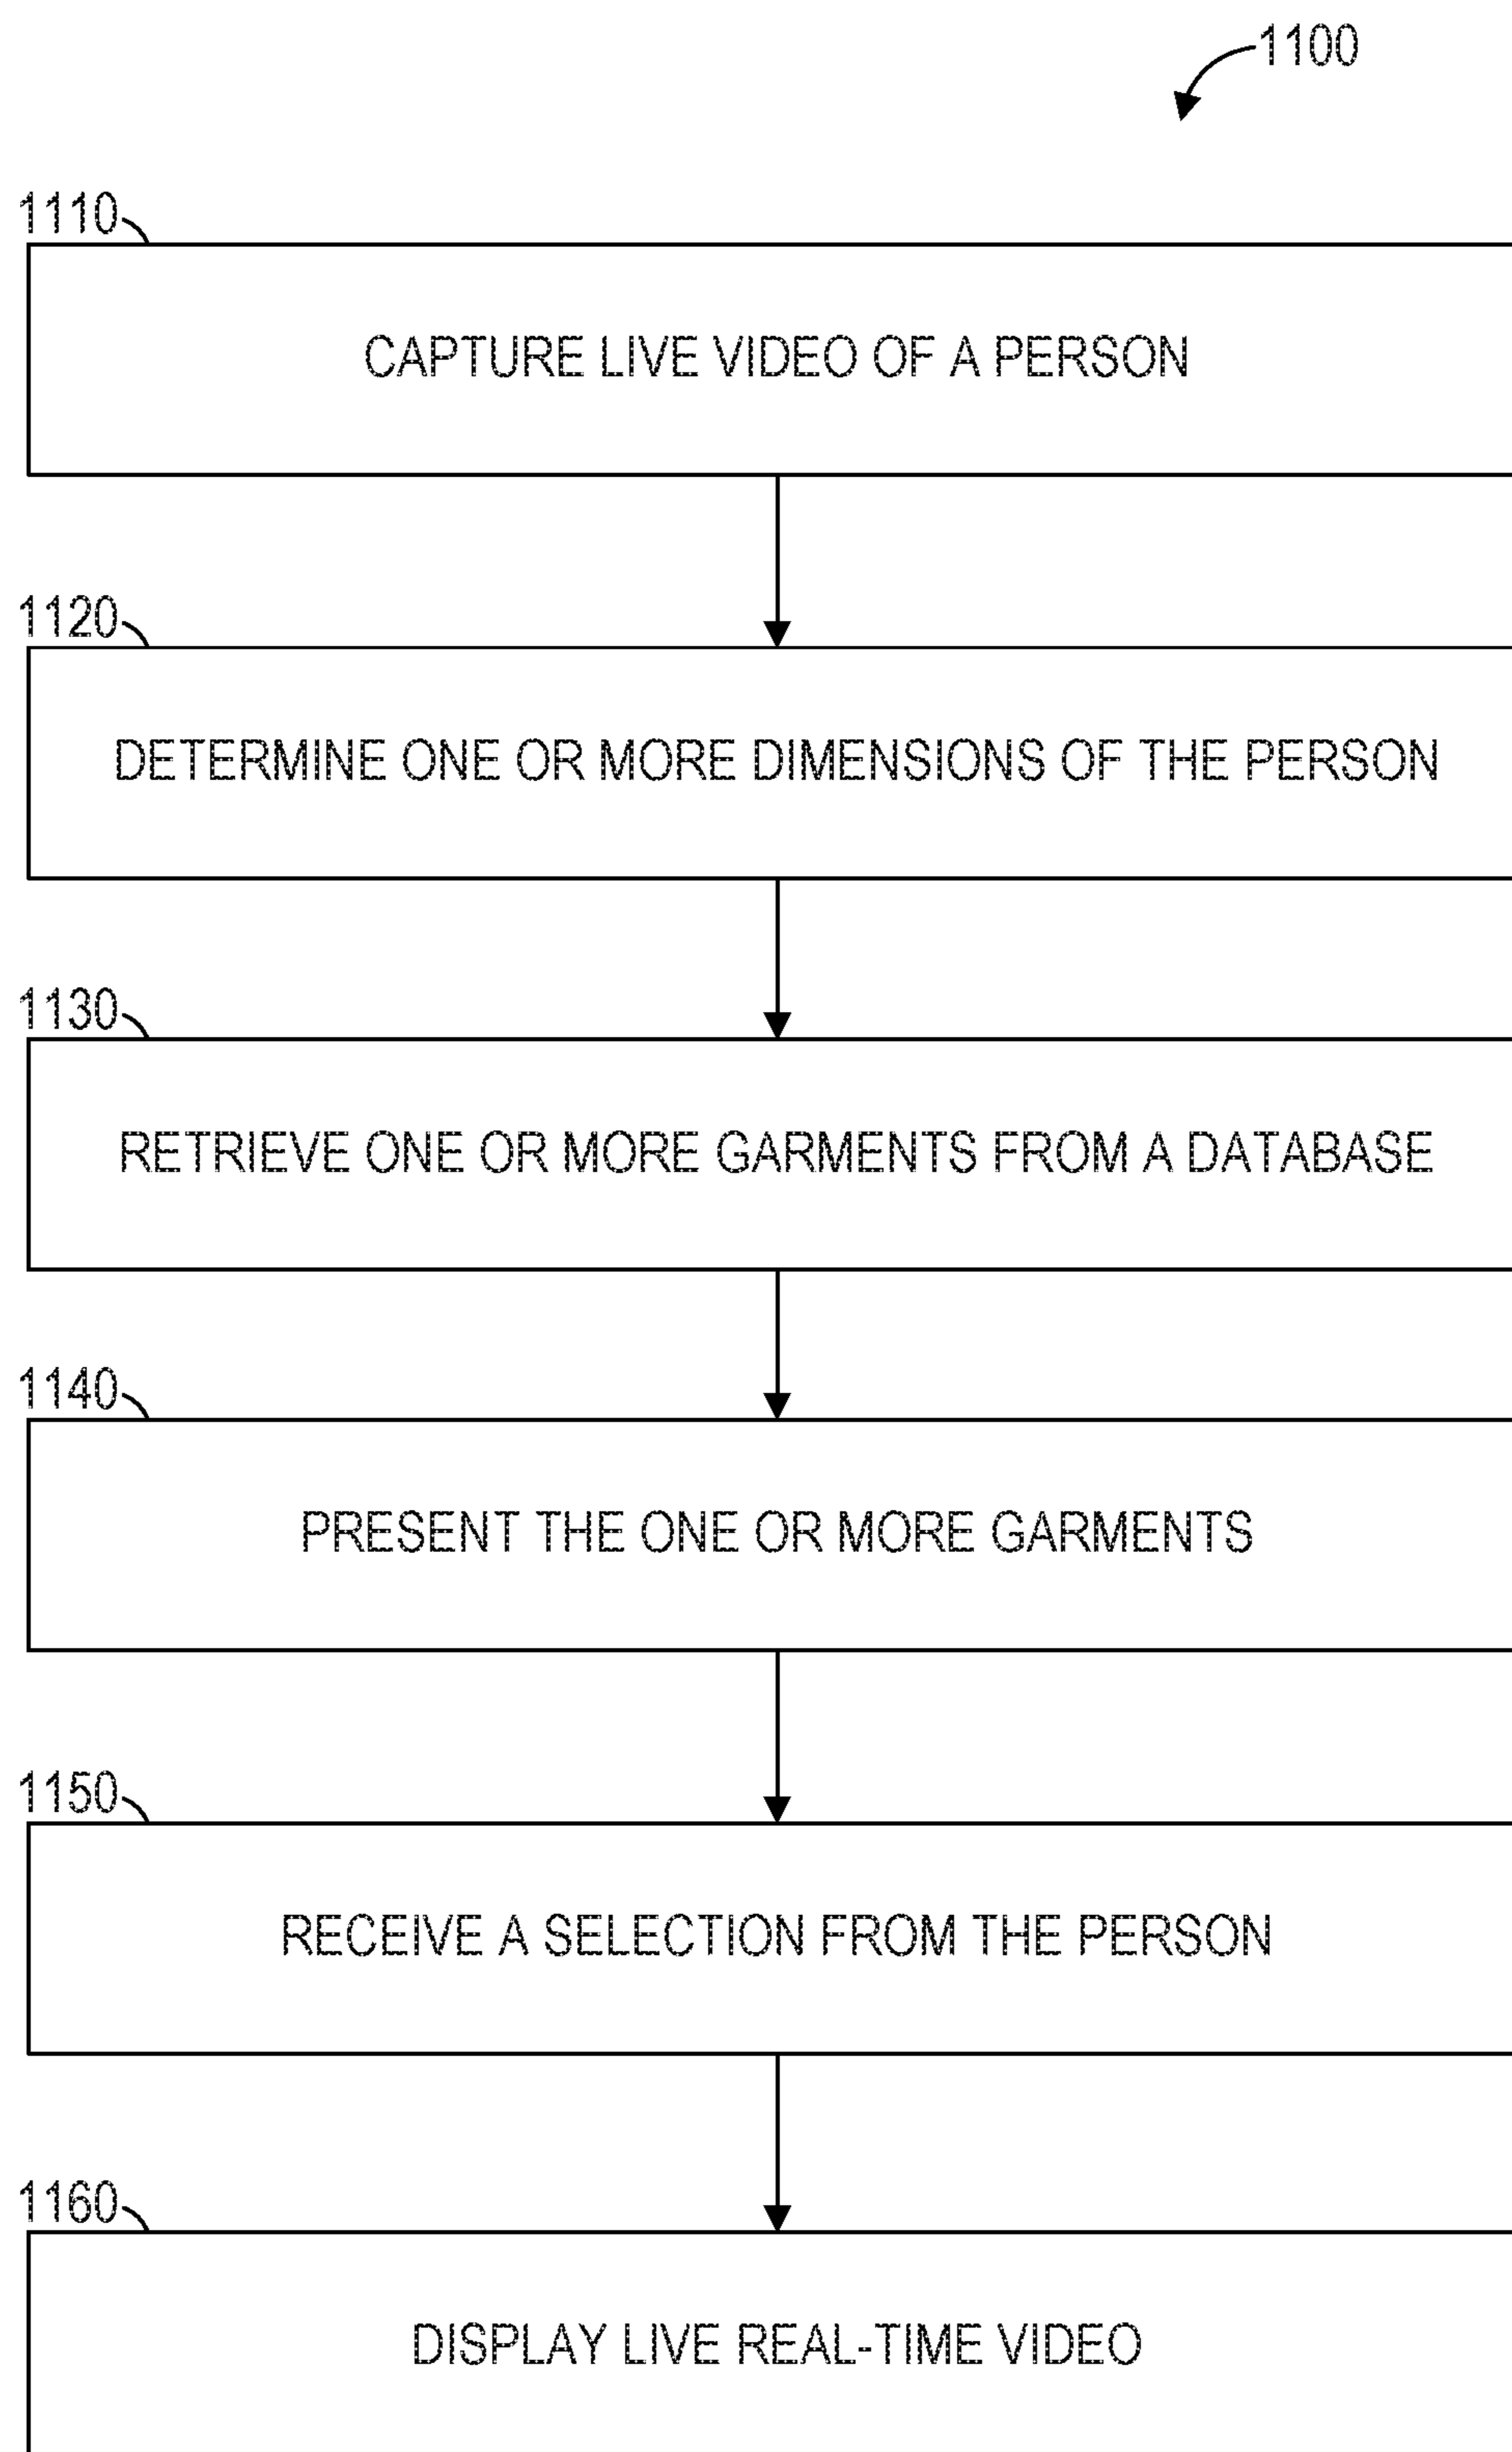 1100
1110
CAPTURE LIVE VIDEO OF A PERSON
1120
DETERMINE ONE OR MORE DIMENSIONS OF THE PERSON
1130
RETRIEVE ONE OR MORE GARMENTS FROM A DATABASE
1140
PRESENT THE ONE OR MORE GARMENTS
1150
RECEIVE A SELECTION FROM THE PERSON
1160
DISPLAY LIVE REAL-TIME VIDEO